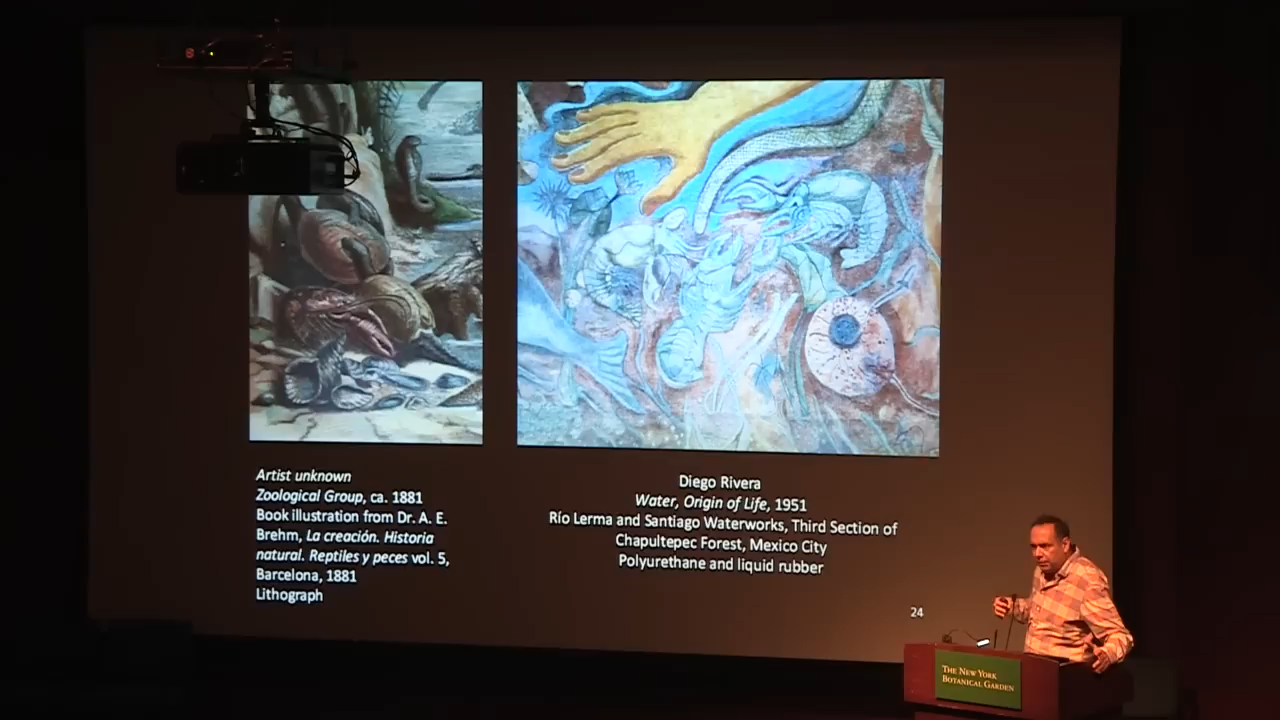 Artist unknown
Zoological Group, ca. 1881
Book illustration from Dr. A. E.
Brehm, La creación. Historia
natural. Reptiles y peces vol. 5,
Barcelona, 1881
Lithograph
Diego Rivera
Water, Origin of Life, 1951
Río Lerma and Santiago Waterworks, Third Section of
Chapultepec Forest, Mexico City
Polyurethane and liquid rubber
24
THE NEW YORK
BOTANICAL GARDEN